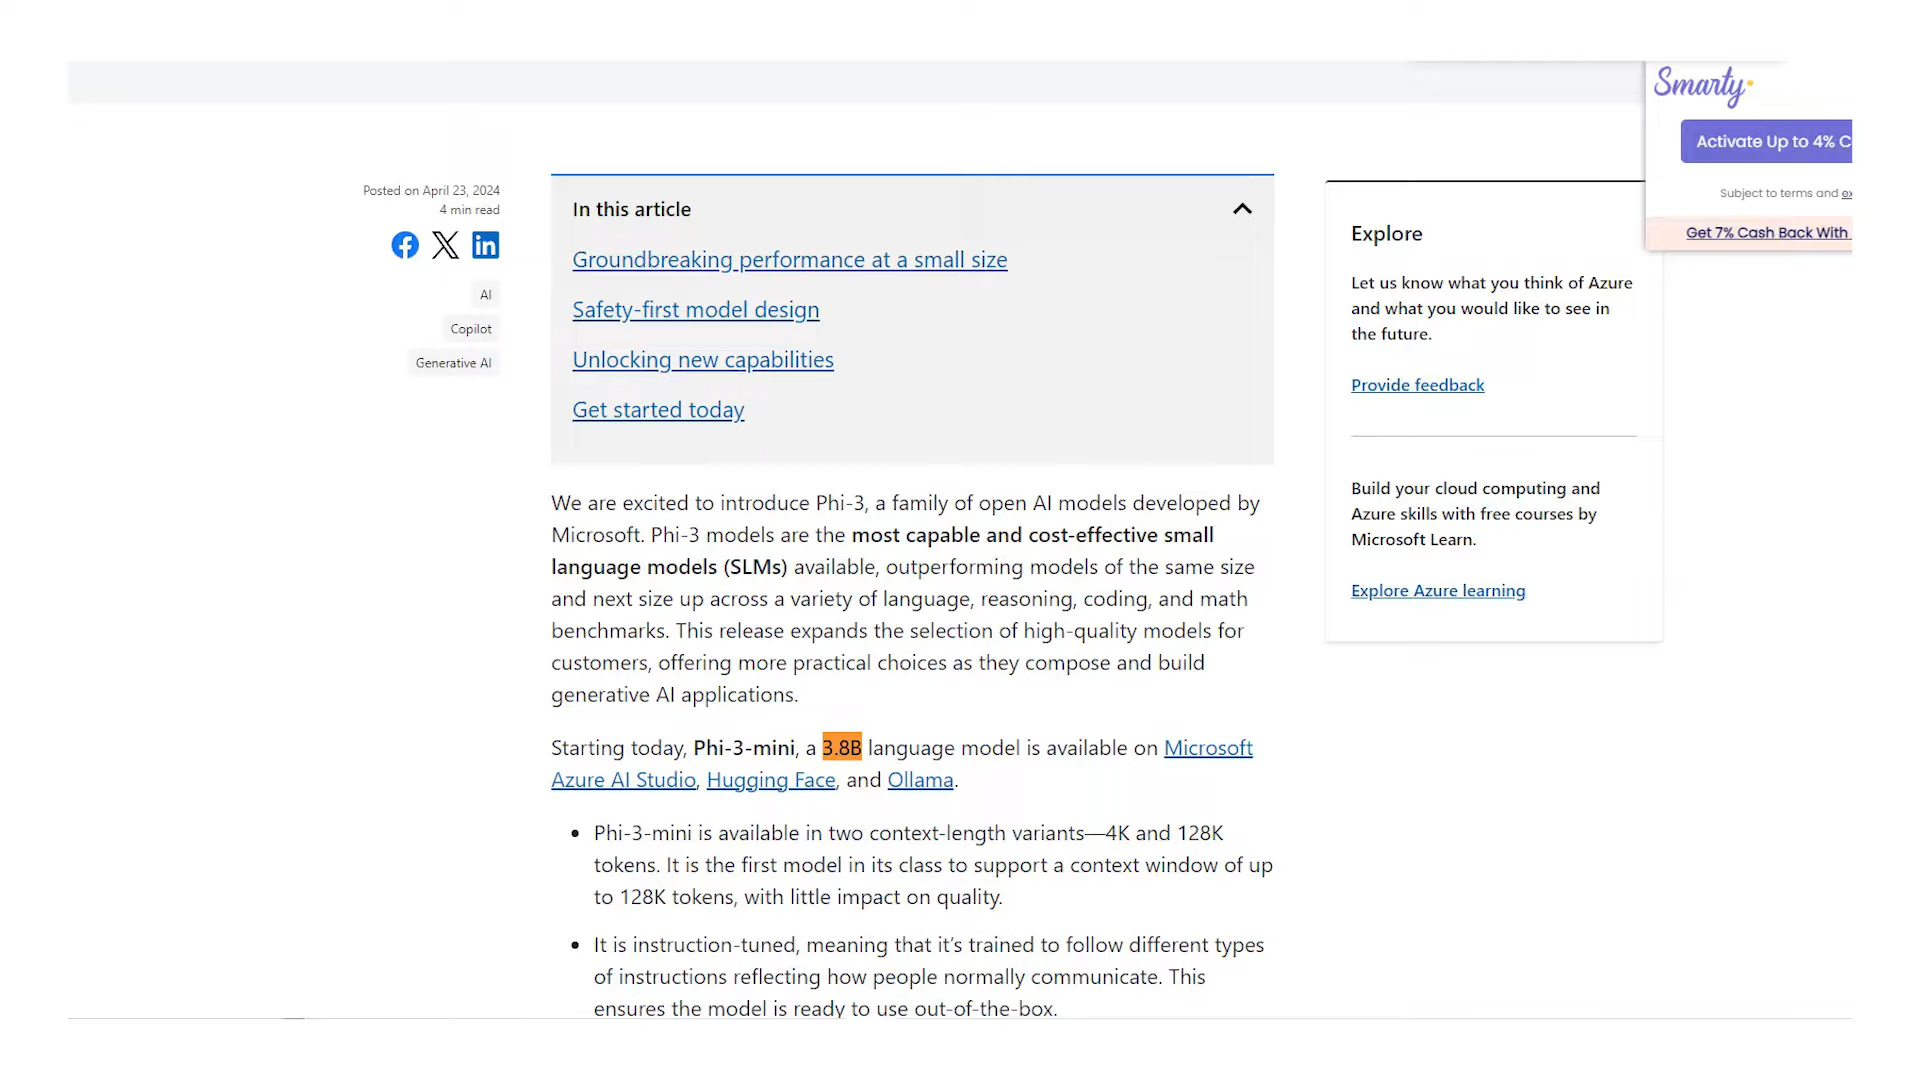 Smarty
Activate Up to 4% C
Subject to terms and ex
Get 7% Cash Back With
Posted on April 23, 2024
4 min read
AI
Copilot
Generative AI
In this article
Groundbreaking performance at a small size
Safety-first model design
Unlocking new capabilities
Get started today
We are excited to introduce Phi-3, a family of open AI models developed by
Microsoft. Phi-3 models are the most capable and cost-effective small
language models (SLMs) available, outperforming models of the same size
and next size up across a variety of language, reasoning, coding, and math
benchmarks. This release expands the selection of high-quality models for
customers, offering more practical choices as they compose and build
generative AI applications.
Starting today, Phi-3-mini, a 3.8B language model is available on Microsoft
Azure AI Studio, Hugging Face, and Ollama.
• Phi-3-mini is available in two context-length variants—4K and 128K
tokens. It is the first model in its class to support a context window of up
to 128K tokens, with little impact on quality.
• It is instruction-tuned, meaning that it’s trained to follow different types
of instructions reflecting how people normally communicate. This
ensures the model is ready to use out-of-the-box.
Explore
Let us know what you think of Azure
and what you would like to see in
the future.
Provide feedback
Build your cloud computing and
Azure skills with free courses by
Microsoft Learn.
Explore Azure learning